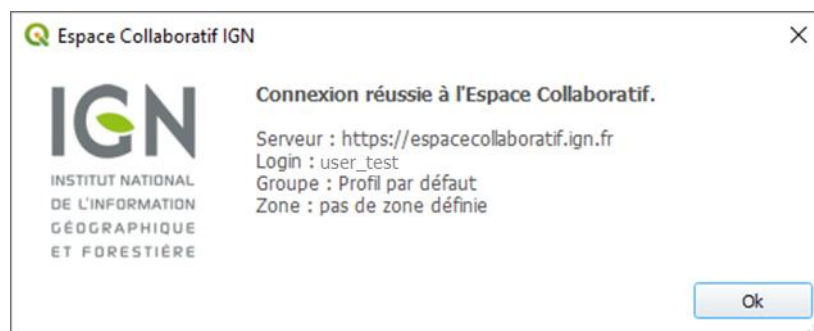 Espace Collaboratif IGN
IGN
INSTITUT NATIONAL
DE L'INFORMATION
GÉOGRAPHIQUE
ET FORESTIÈRE
Connexion réussie à l'Espace Collaboratif.
Serveur : https://espacecollaboratif.ign.fr
Login : user_test
Groupe : Profil par défaut
Zone : pas de zone définie
Ok